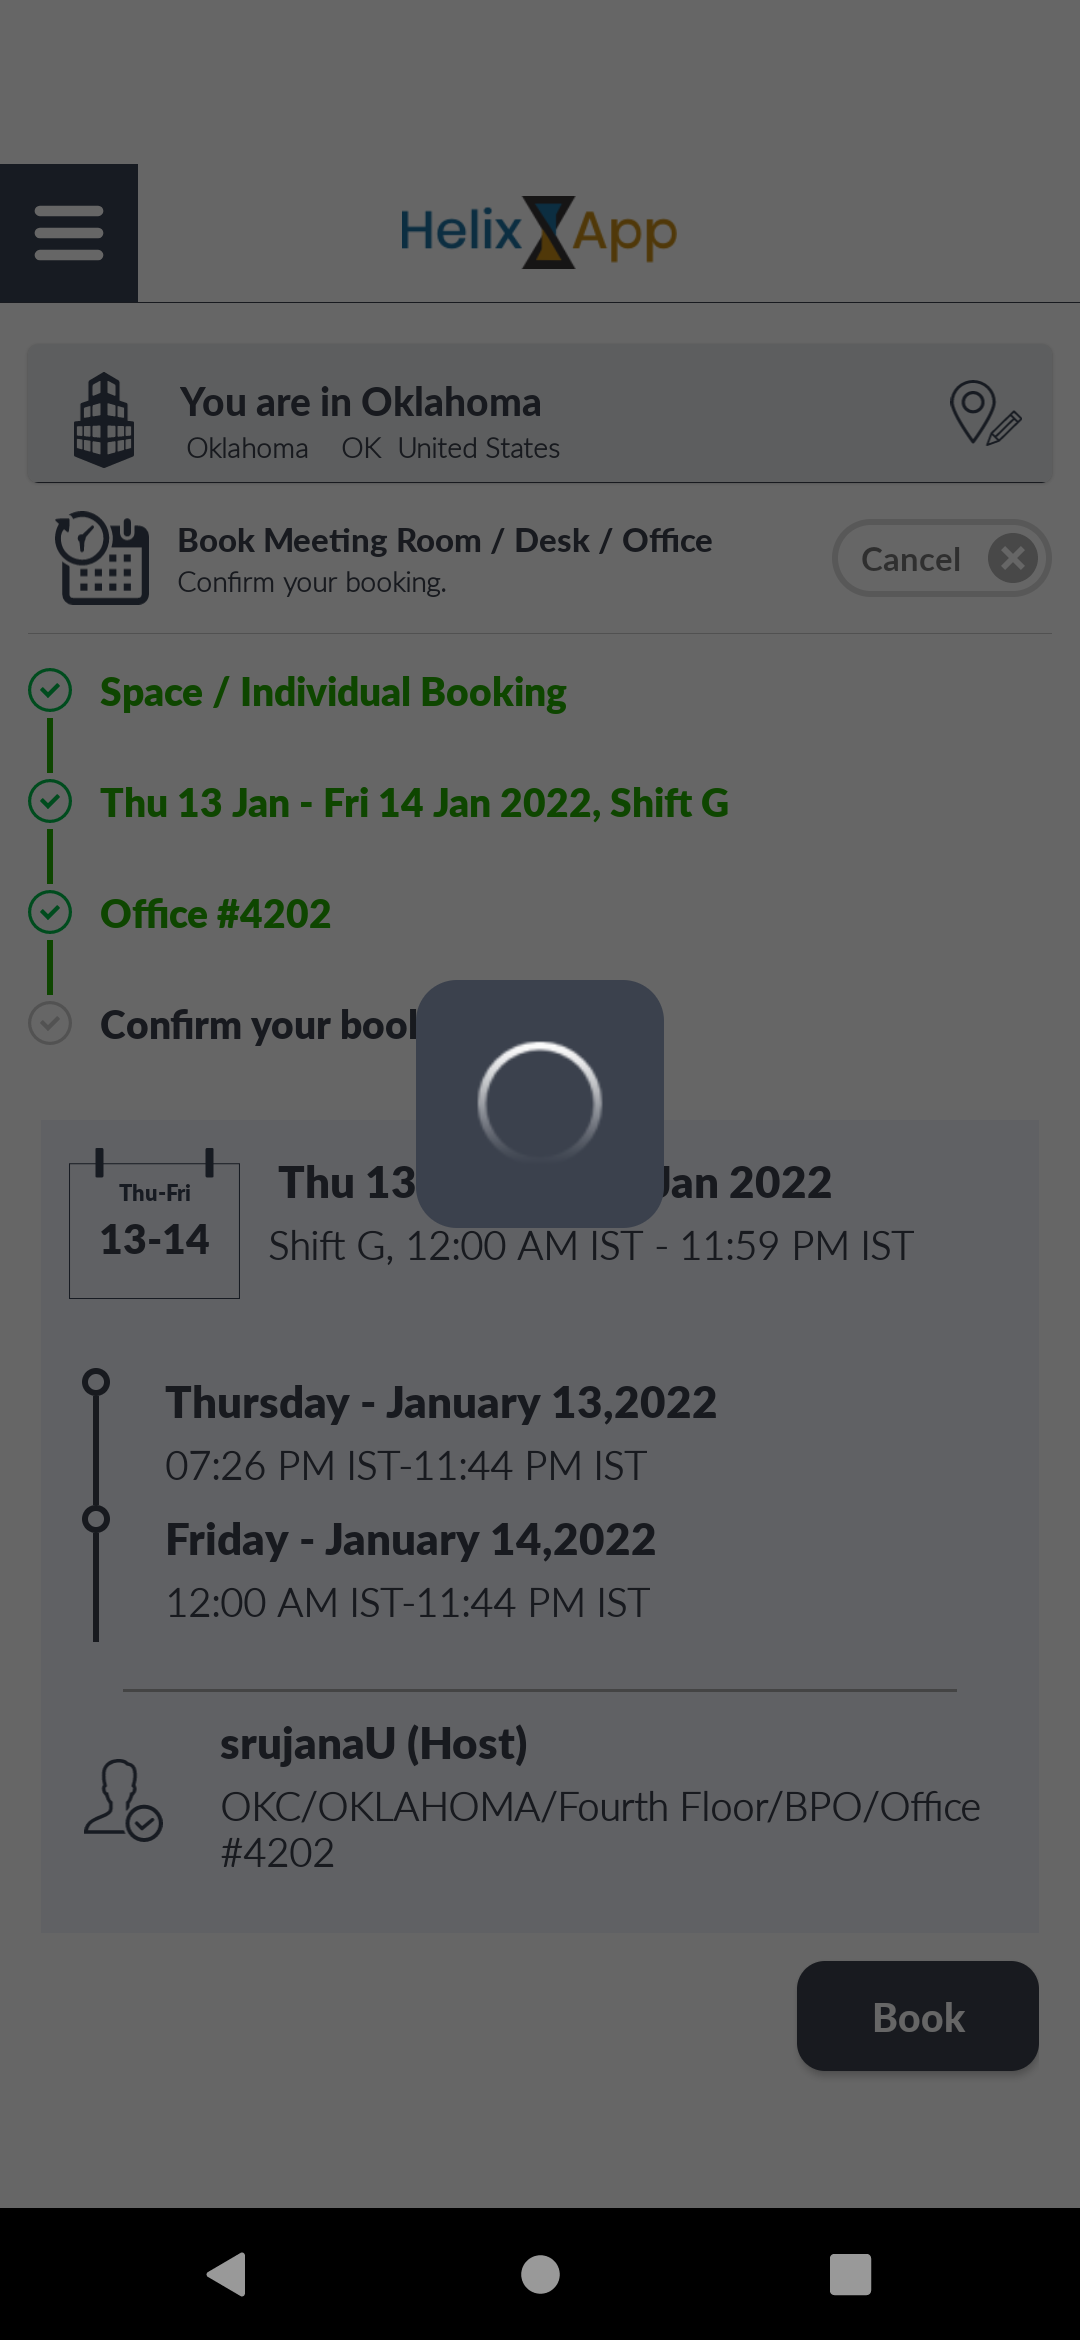 Helix App
You are in Oklahoma
Oklahoma OK United States
Book Meeting Room / Desk / Office
Confirm your booking.
Cancel
Space / Individual Booking
Thu 13 Jan - Fri 14 Jan 2022, Shift G
Office #4202
Confirm your
Thu-Fri
13-14
Thu 13 Jan 2022
Shift G, 12:00 AM IST - 11:59 PM IST
Thursday - January 13,2022
07:26 PM IST-11:44 PM IST
Friday - January 14,2022
12:00 AM IST-11:44 PM IST
srujanaU (Host)
OKC/OKLAHOMA/Fourth Floor/BPO/Office
#4202
Book